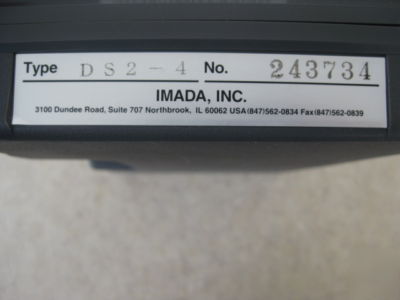 Type DS2-4 No. 243734
IMADA, INC.
3100 Dundee Road, Suite 707 Northbrook, IL 60062 USA(847)562-0834 Fax(847)562-0839